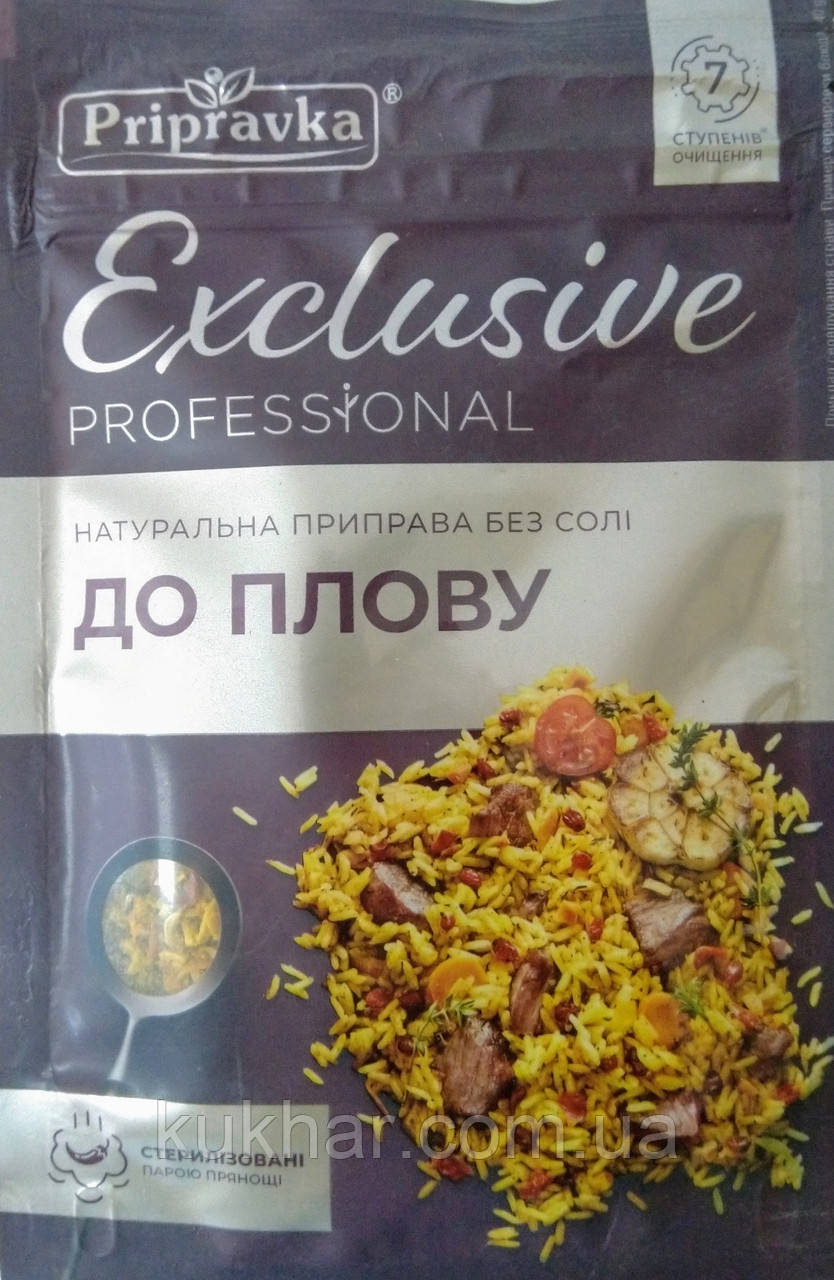 Pripravka®
7
СТУПЕНІВ
ОЧИЩЕННЯ
Exclusive
PROFESSIONAL
НАТУРАЛЬНА ПРИПРАВА БЕЗ СОЛІ
ДО ПЛОВУ
kukhar.com.ua
СТЕРИЛІЗОВАНІ
ПАРОЮ ПРЯНОЩІ